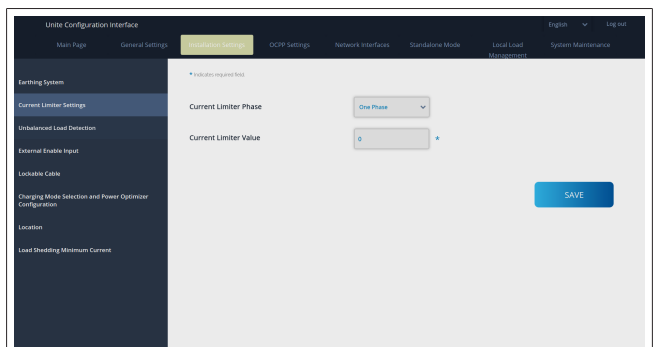 Unite Configuration Interface
English
Log out
Main Page
General Settings
Installation Settings
OCPP Settings
Network Interfaces
Standalone Mode
Local Load
Management
System Maintenance
Earthing System
Current Limiter Settings
Unbalanced Load Detection
External Enable Input
Lockable Cable
Charging Mode Selection and Power Optimizer
Configuration
Location
Load Shedding Minimum Current
* Indicates required field.
Current Limiter Phase
One Phase
Current Limiter Value
0
*
SAVE